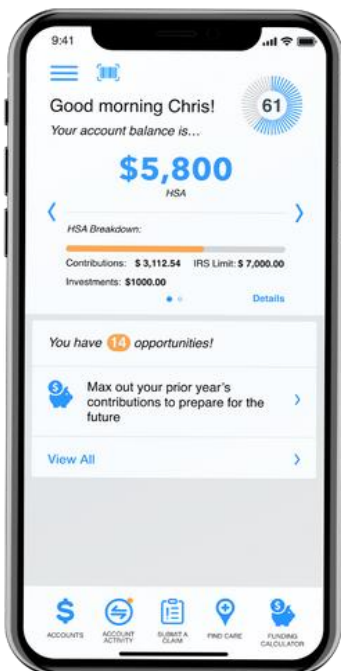 9:41
Good morning Chris!
61
Your account balance is...
$5,800
HSA
HSA Breakdown:
Contributions: $ 3,112.54 IRS Limit: $ 7,000.00
Investments: $1000.00
Details
You have 14 opportunities!
Max out your prior year's
contributions to prepare for the
future
View All
ACCOUNTS
ACCOUNT
ACTIVITY
SUBMIT A
CLAIM
FIND CARE
FUNDING
CALCULATOR